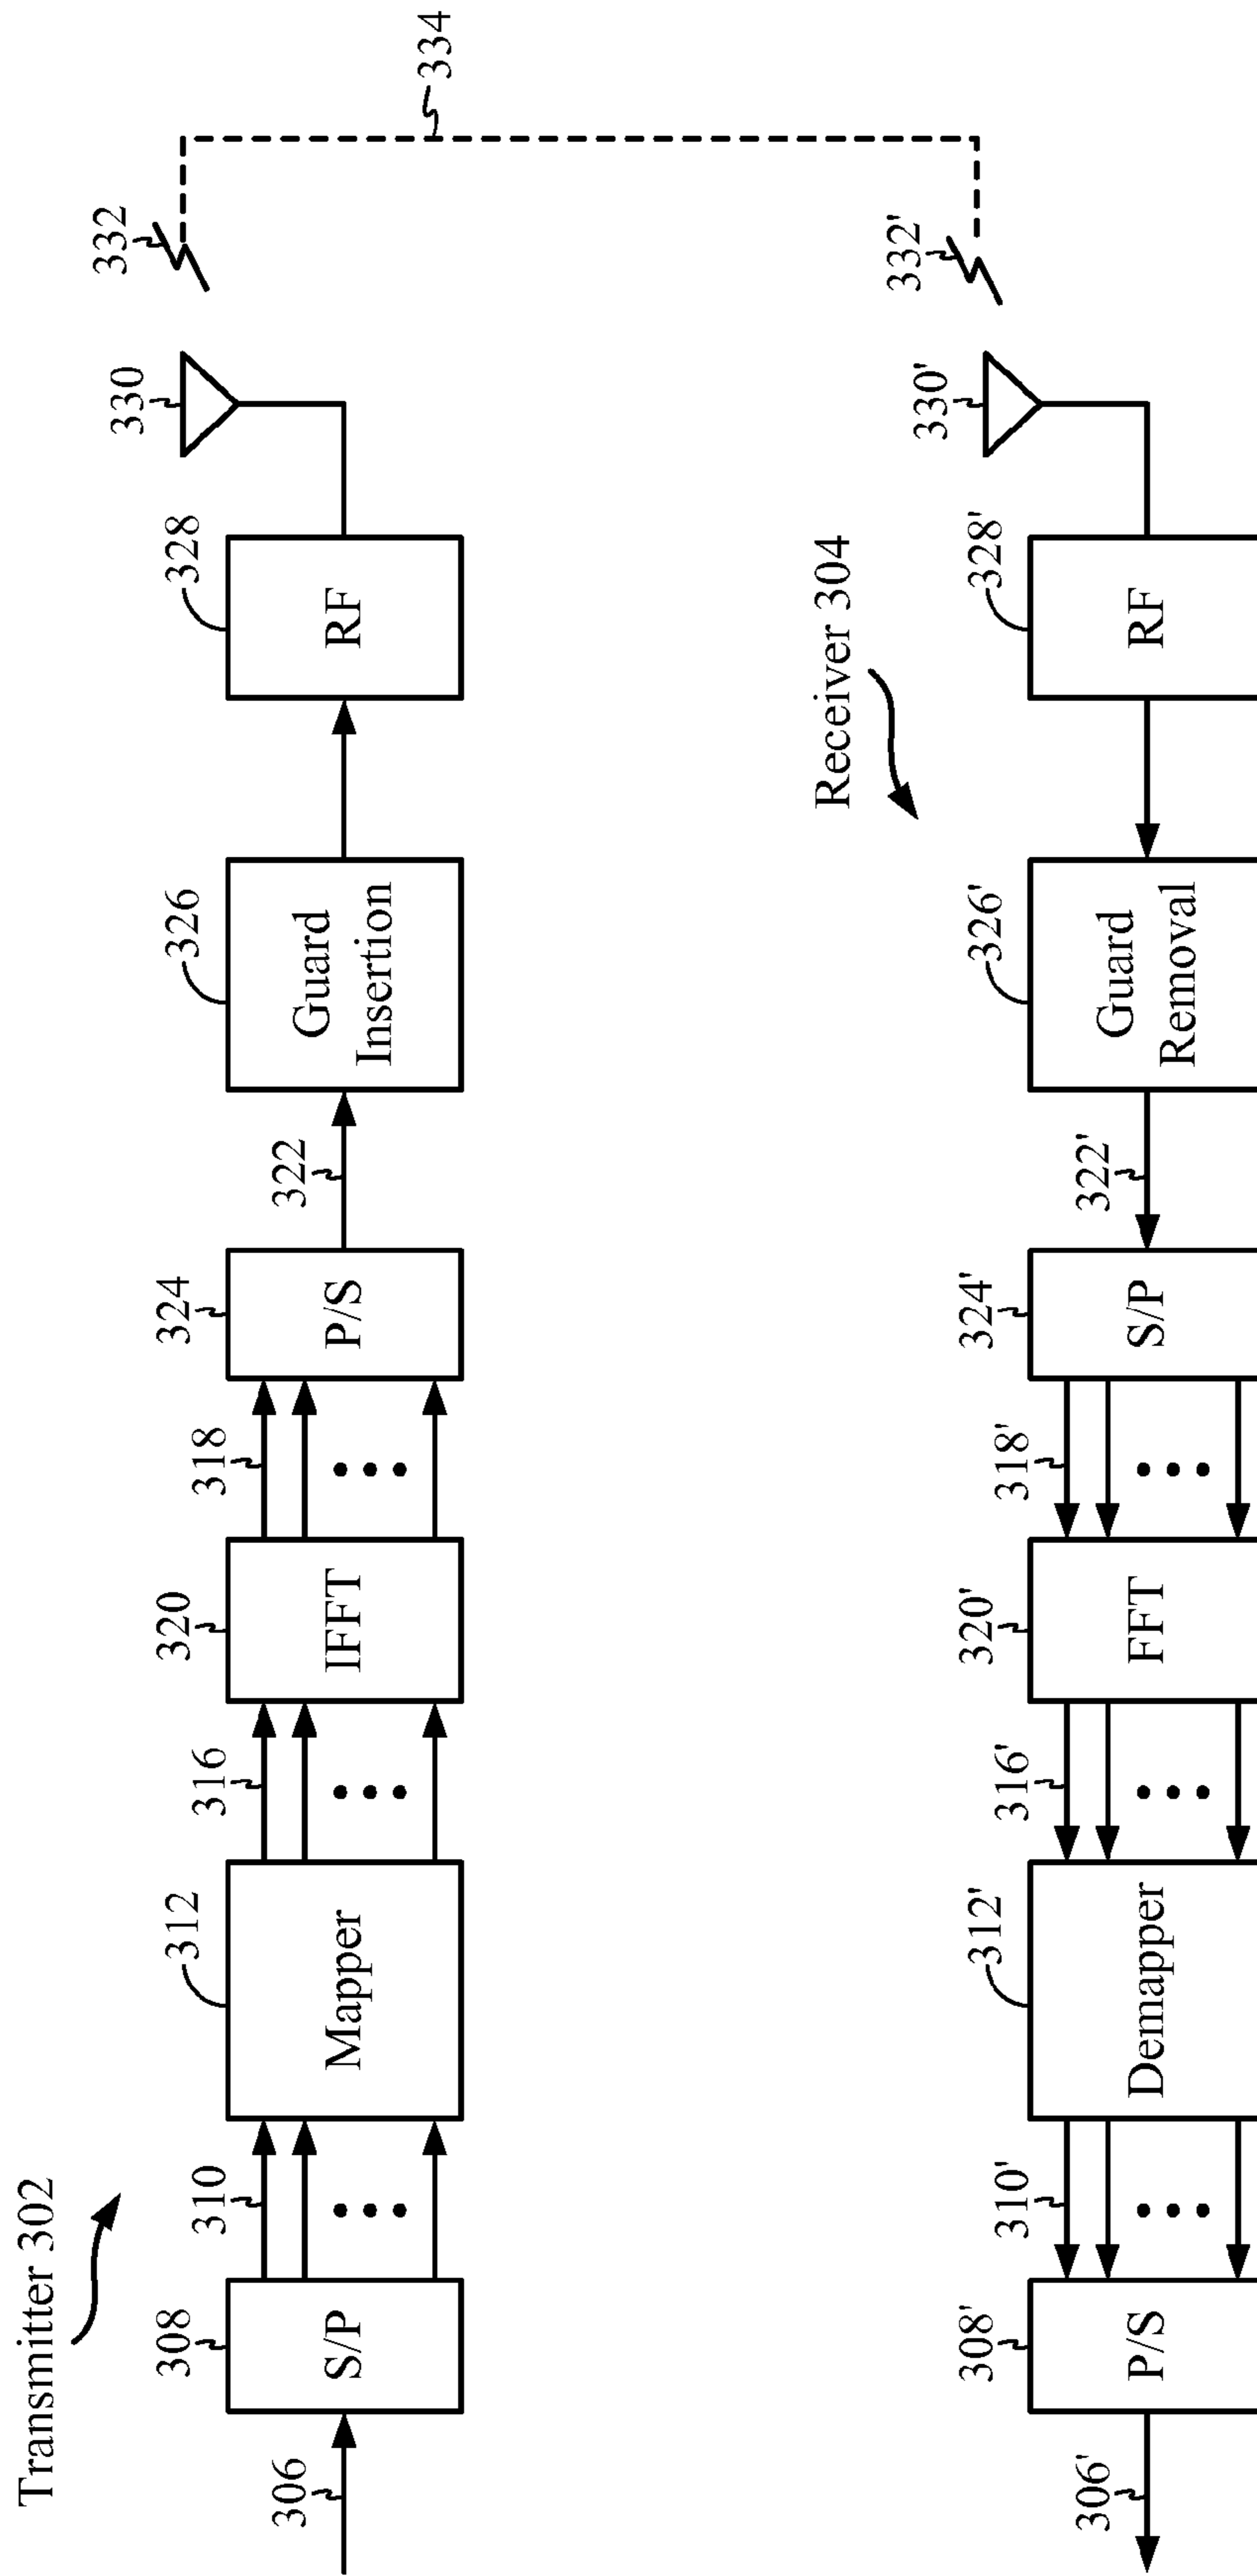 Transmitter 302
306
308
S/P
310
312
Mapper
316
320
IFFT
318
324
P/S
322
326
Guard
Insertion
328
RF
330
332
334
Receiver 304
306'
308'
P/S
310'
312'
Demapper
316'
320'
FFT
318'
324'
S/P
322'
326'
Guard
Removal
328'
RF
330'
332'